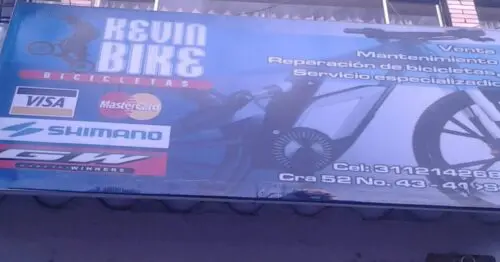 KEVIN
BIKE
BICICLETAS
VISA
MasterCard
SHIMANO
GW
WINNERS
Venta
Mantenimiento
Reparación de bicicletas
Servicio especializado
Cel: 311214266
Cra 52 No. 43 - 41